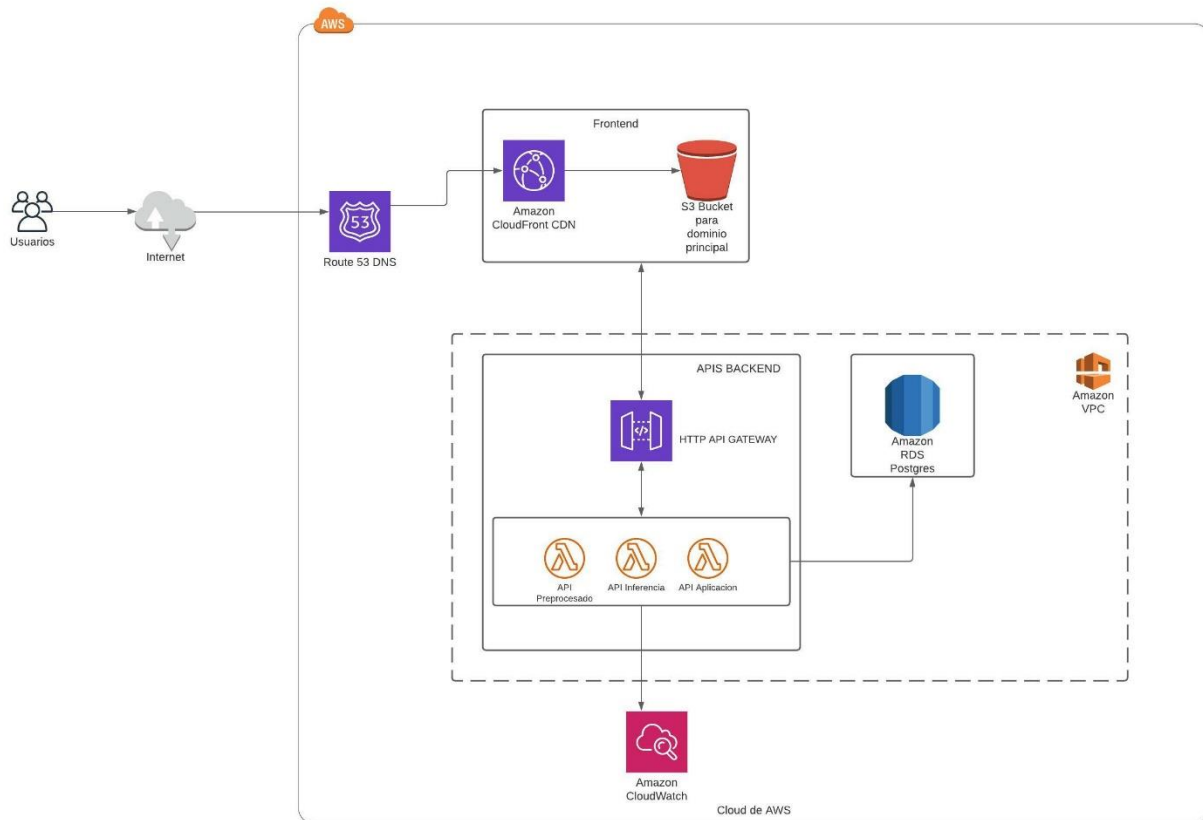 AWS
Frontend
Amazon
CloudFront CDN
S3 Bucket
para
dominio
principal
Usuarios
Internet
53
Route 53 DNS
APIS BACKEND
HTTP API GATEWAY
Amazon
RDS
Postgres
Amazon
VPC
API
Preprocesado
API Inferencia
API Aplicacion
Amazon
CloudWatch
Cloud de AWS